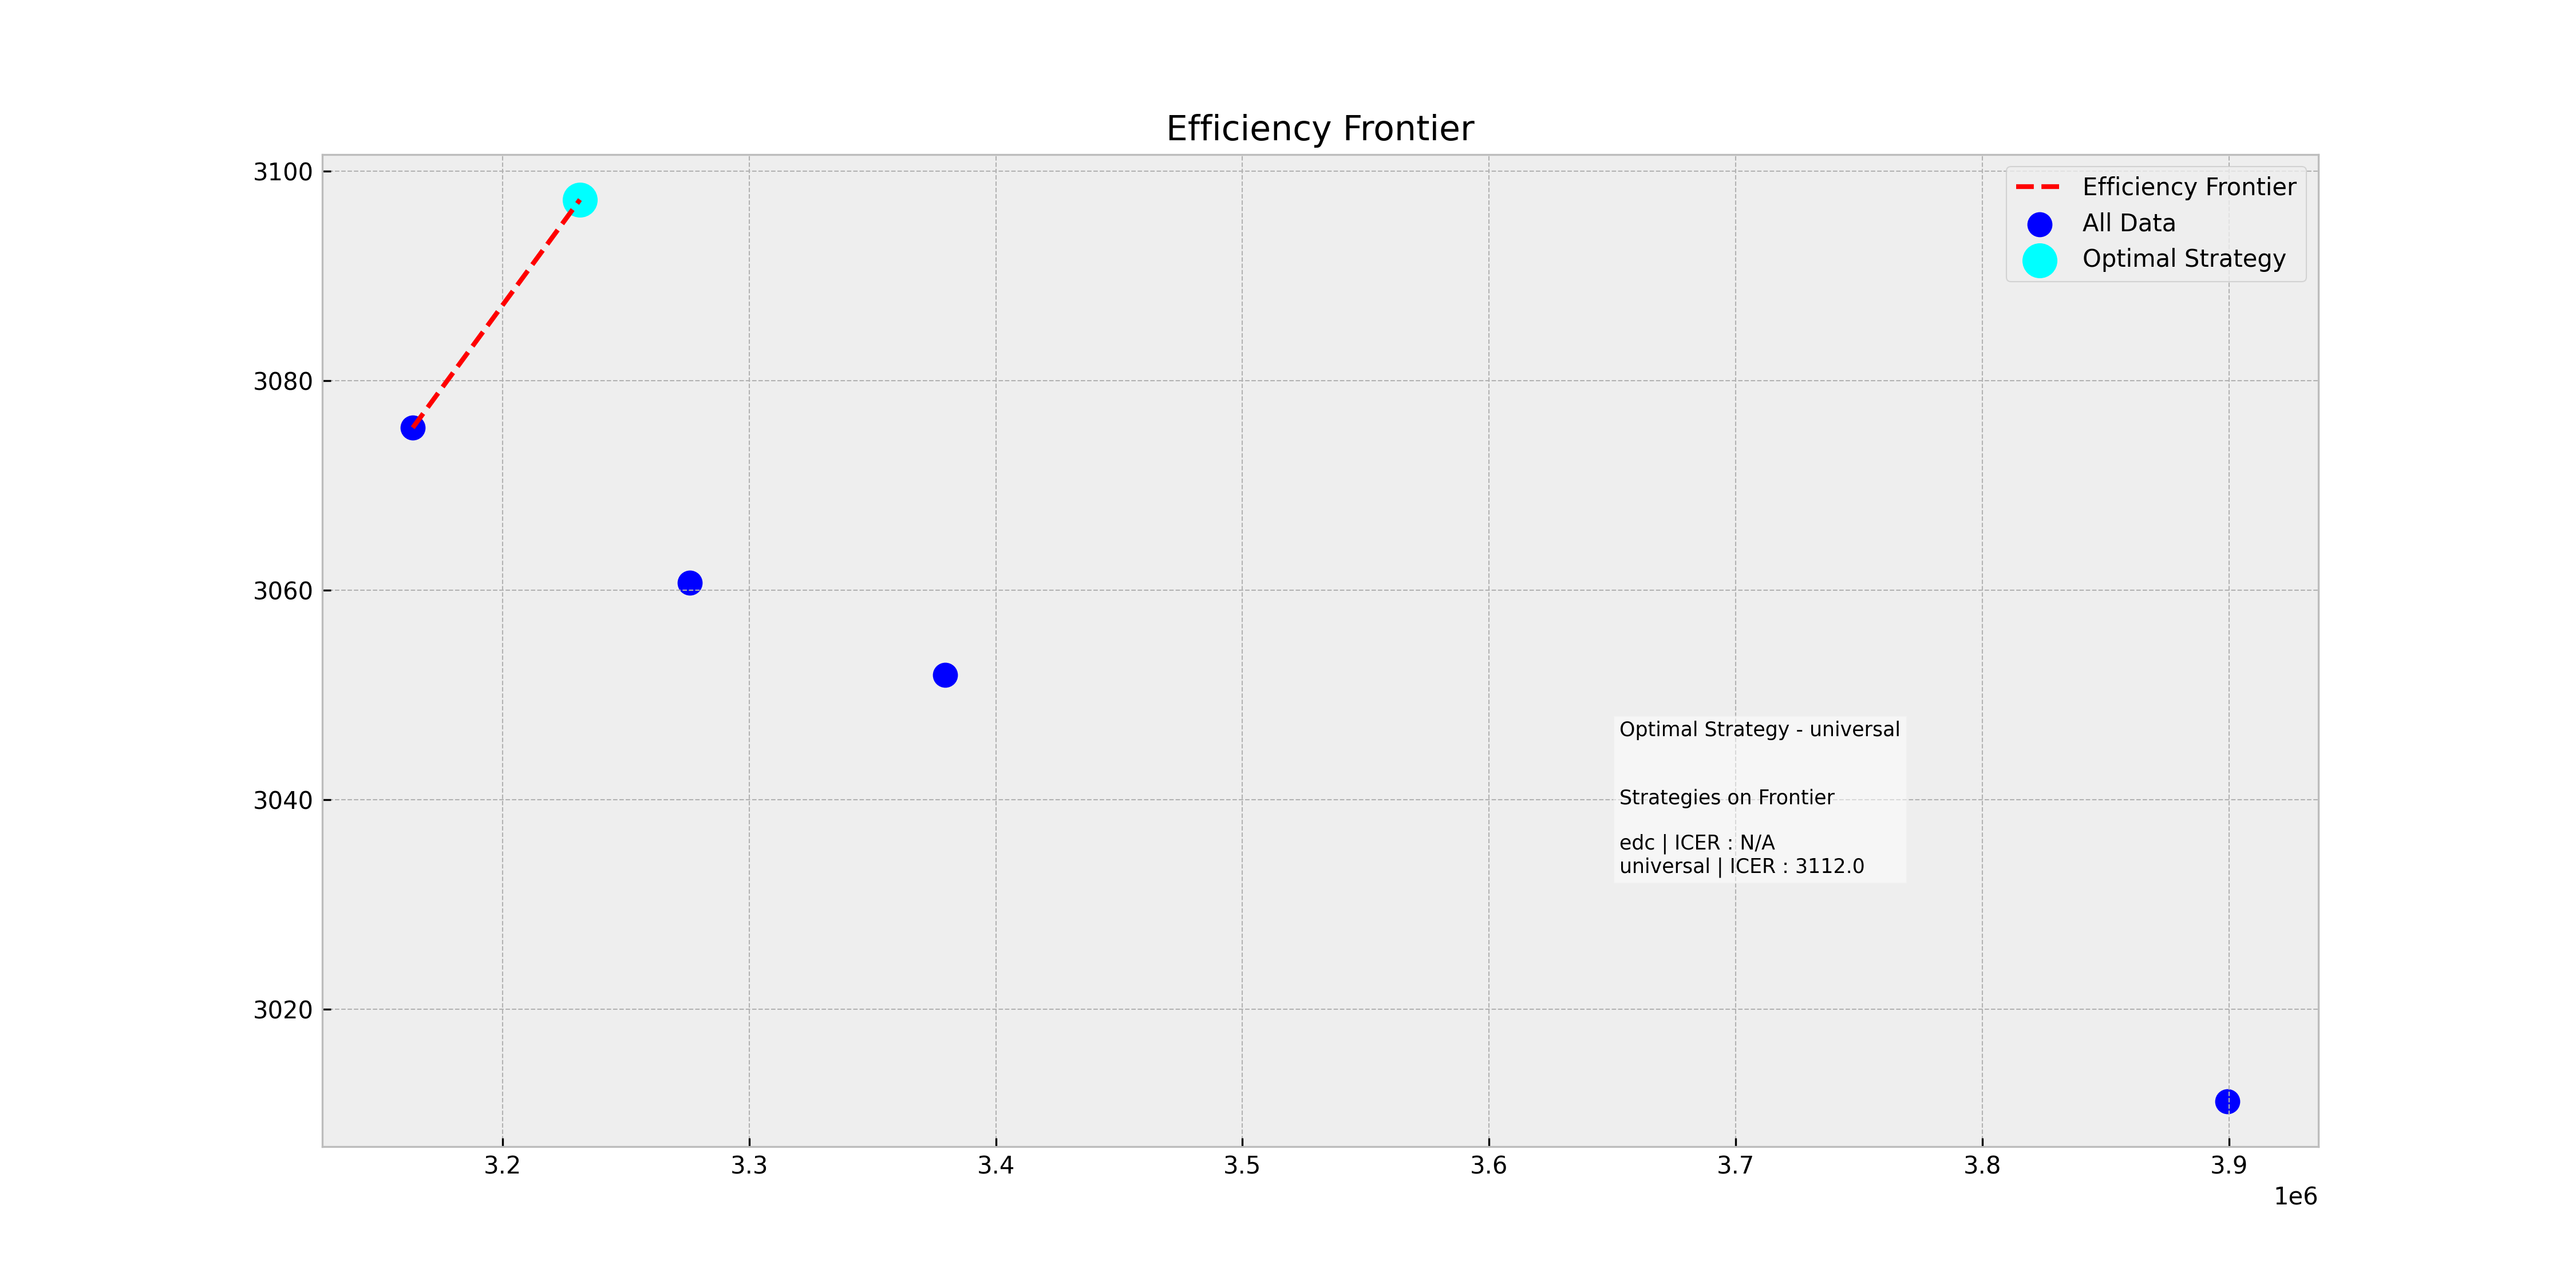 Efficiency Frontier
3100
3080
3060
3040
3020
Efficiency Frontier
All Data
Optimal Strategy
Optimal Strategy - universal
Strategies on Frontier
edc | ICER : N/A
universal | ICER : 3112.0
3.2 3.3 3.4 3.5 3.6 3.7 3.8 3.9
1e6